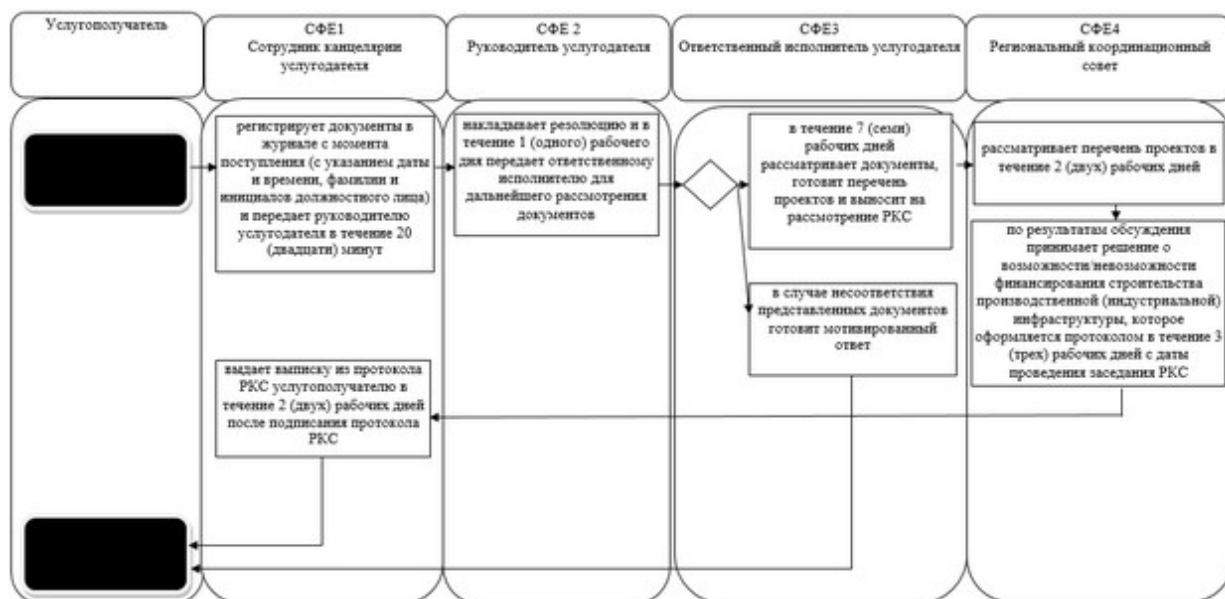 Услугополучатель
СФЕ1
Сотрудник канцелярии
услугодателя
СФЕ 2
Руководитель услугодателя
СФЕ3
Ответственный исполнитель услугодателя
СФЕ4
Региональный координационный
совет
регистрирует документы в
журнале с момента
поступления (с указанием даты
и времени, фамилии и
инициалов должностного лица)
и передает руководителю
услугодателя в течение 20
(двадцати) минут
накладывает резолюцию и в
течение 1 (одного) рабочего
дня передает ответственному
исполнителю для
дальнейшего рассмотрения
документов
в течение 7 (семи)
рабочих дней
рассматривает документы,
готовит перечень
проектов и выносит на
рассмотрение РКС
рассматривает перечень проектов в
течение 2 (двух) рабочих дней
по результатам обсуждения
принимает решение о
возможности/невозможности
финансирования строительства
производственной (индустриальной)
инфраструктуры, которое
оформляется протоколом в течение 3
(трех) рабочих дней с даты
проведения заседания РКС
в случае несоответствия
представленных документов
готовит мотивированный
ответ
выдает выписку из протокола
РКС услугополучателю в
течение 2 (двух) рабочих дней
после подписания протокола
РКС